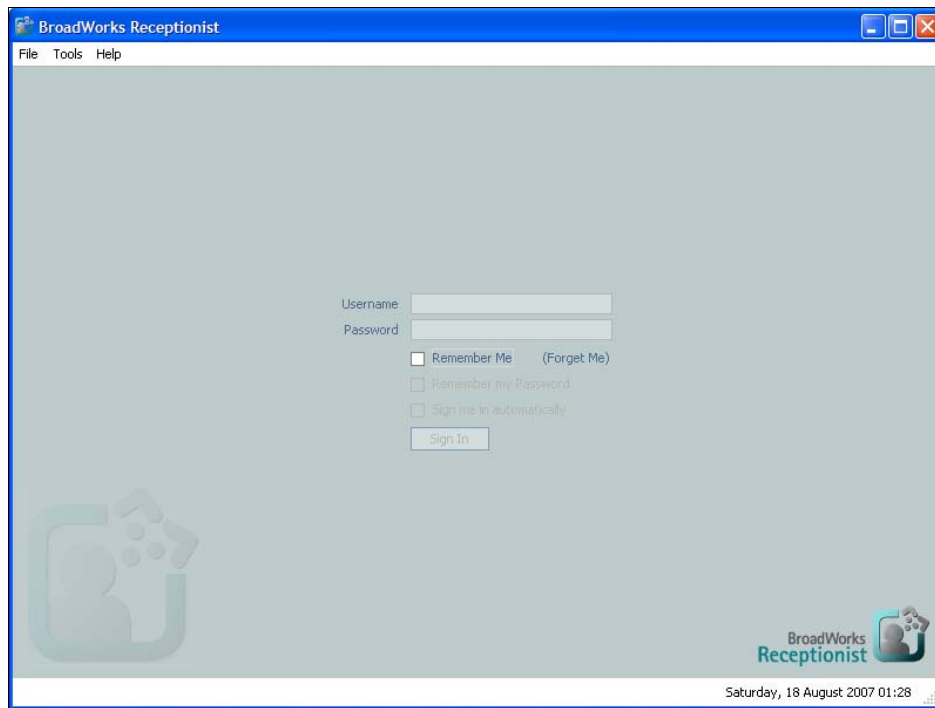 BroadWorks Receptionist
File Tools Help
Username
Password
Remember Me (Forget Me)
Remember my Password
Sign me in automatically
Sign In
BroadWorks
Receptionist
Saturday, 18 August 2007 01:28